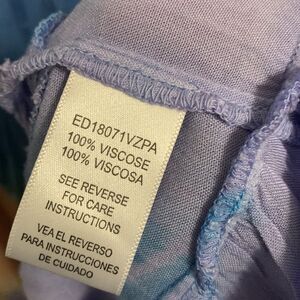 ED18071VZPA
100% VISCOSE
100% VISCOSA
SEE REVERSE
FOR CARE
INSTRUCTIONS
VEA EL REVERSO
PARA INSTRUCCIONES
DE CUIDADO